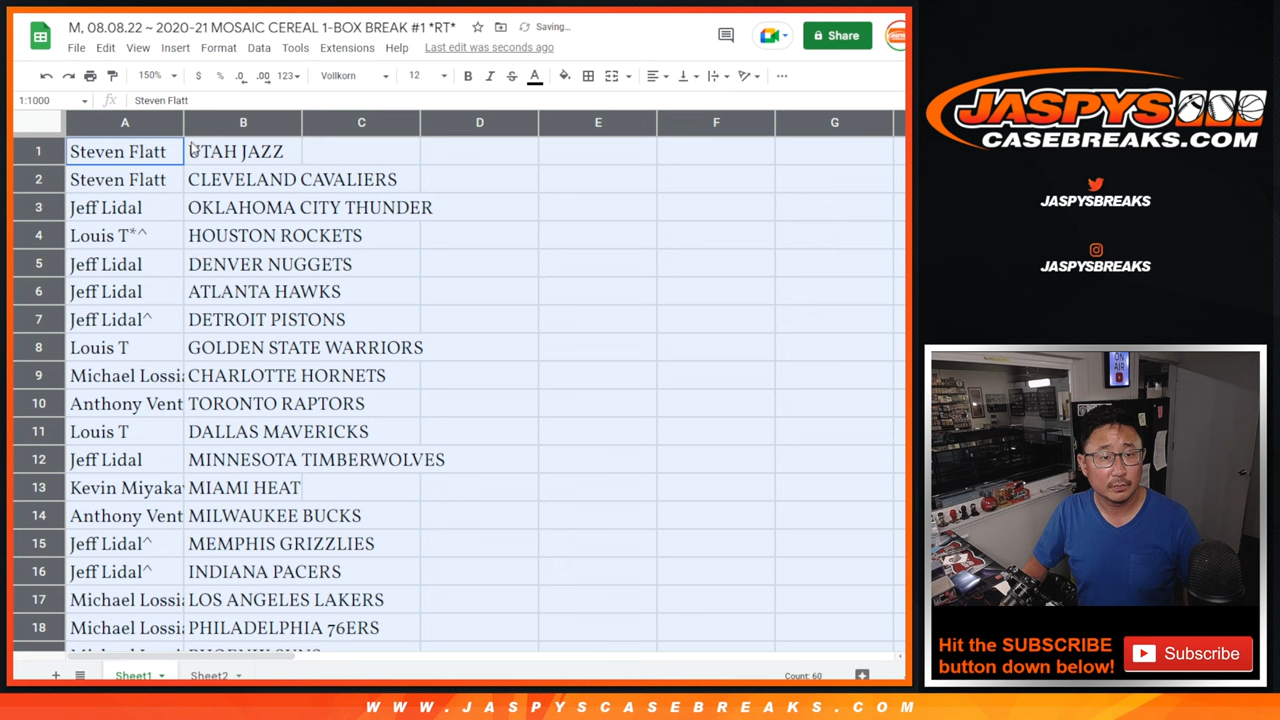 M, 08.08.22 ~ 2020-21 MOSAIC CEREAL 1-BOX BREAK #1 *RT* Saving...
File Edit View Insert Format Data Tools Extensions Help Last edit was seconds ago
Share
150% $ % .0 .00 123 Vollkorn 12 B I S A
1:1000 fx Steven Flatt
A B C D E F G
1 Steven Flatt UTAH JAZZ
2 Steven Flatt CLEVELAND CAVALIERS
3 Jeff Lidal OKLAHOMA CITY THUNDER
4 Louis T*^ HOUSTON ROCKETS
5 Jeff Lidal DENVER NUGGETS
6 Jeff Lidal ATLANTA HAWKS
7 Jeff Lidal^ DETROIT PISTONS
8 Louis T GOLDEN STATE WARRIORS
9 Michael Lossia CHARLOTTE HORNETS
10 Anthony Vent TORONTO RAPTORS
11 Louis T DALLAS MAVERICKS
12 Jeff Lidal MINNESOTA TIMBERWOLVES
13 Kevin Miyaka MIAMI HEAT
14 Anthony Vent MILWAUKEE BUCKS
15 Jeff Lidal^ MEMPHIS GRIZZLIES
16 Jeff Lidal^ INDIANA PACERS
17 Michael Lossia LOS ANGELES LAKERS
18 Michael Lossia PHILADELPHIA 76ERS
Sheet1 Sheet2 Count: 60
JASPYS
CASEBREAKS.COM
JASPYSBREAKS
JASPYSBREAKS
ON AIR
Hit the SUBSCRIBE
button down below!
Subscribe
WWW.JASPYSCASEBREAKS.COM